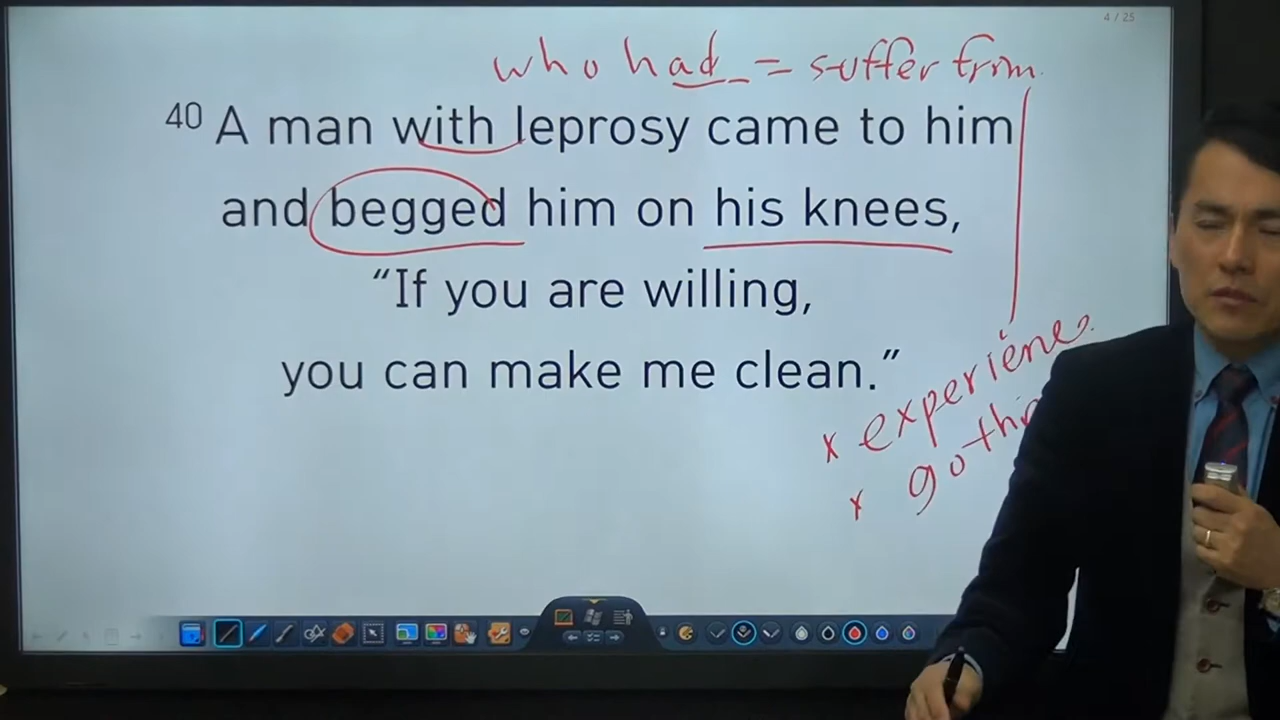 4 / 25
who had = suffer from
40 A man with leprosy came to him
and begged him on his knees,
“If you are willing,
you can make me clean.”
x experience
x go